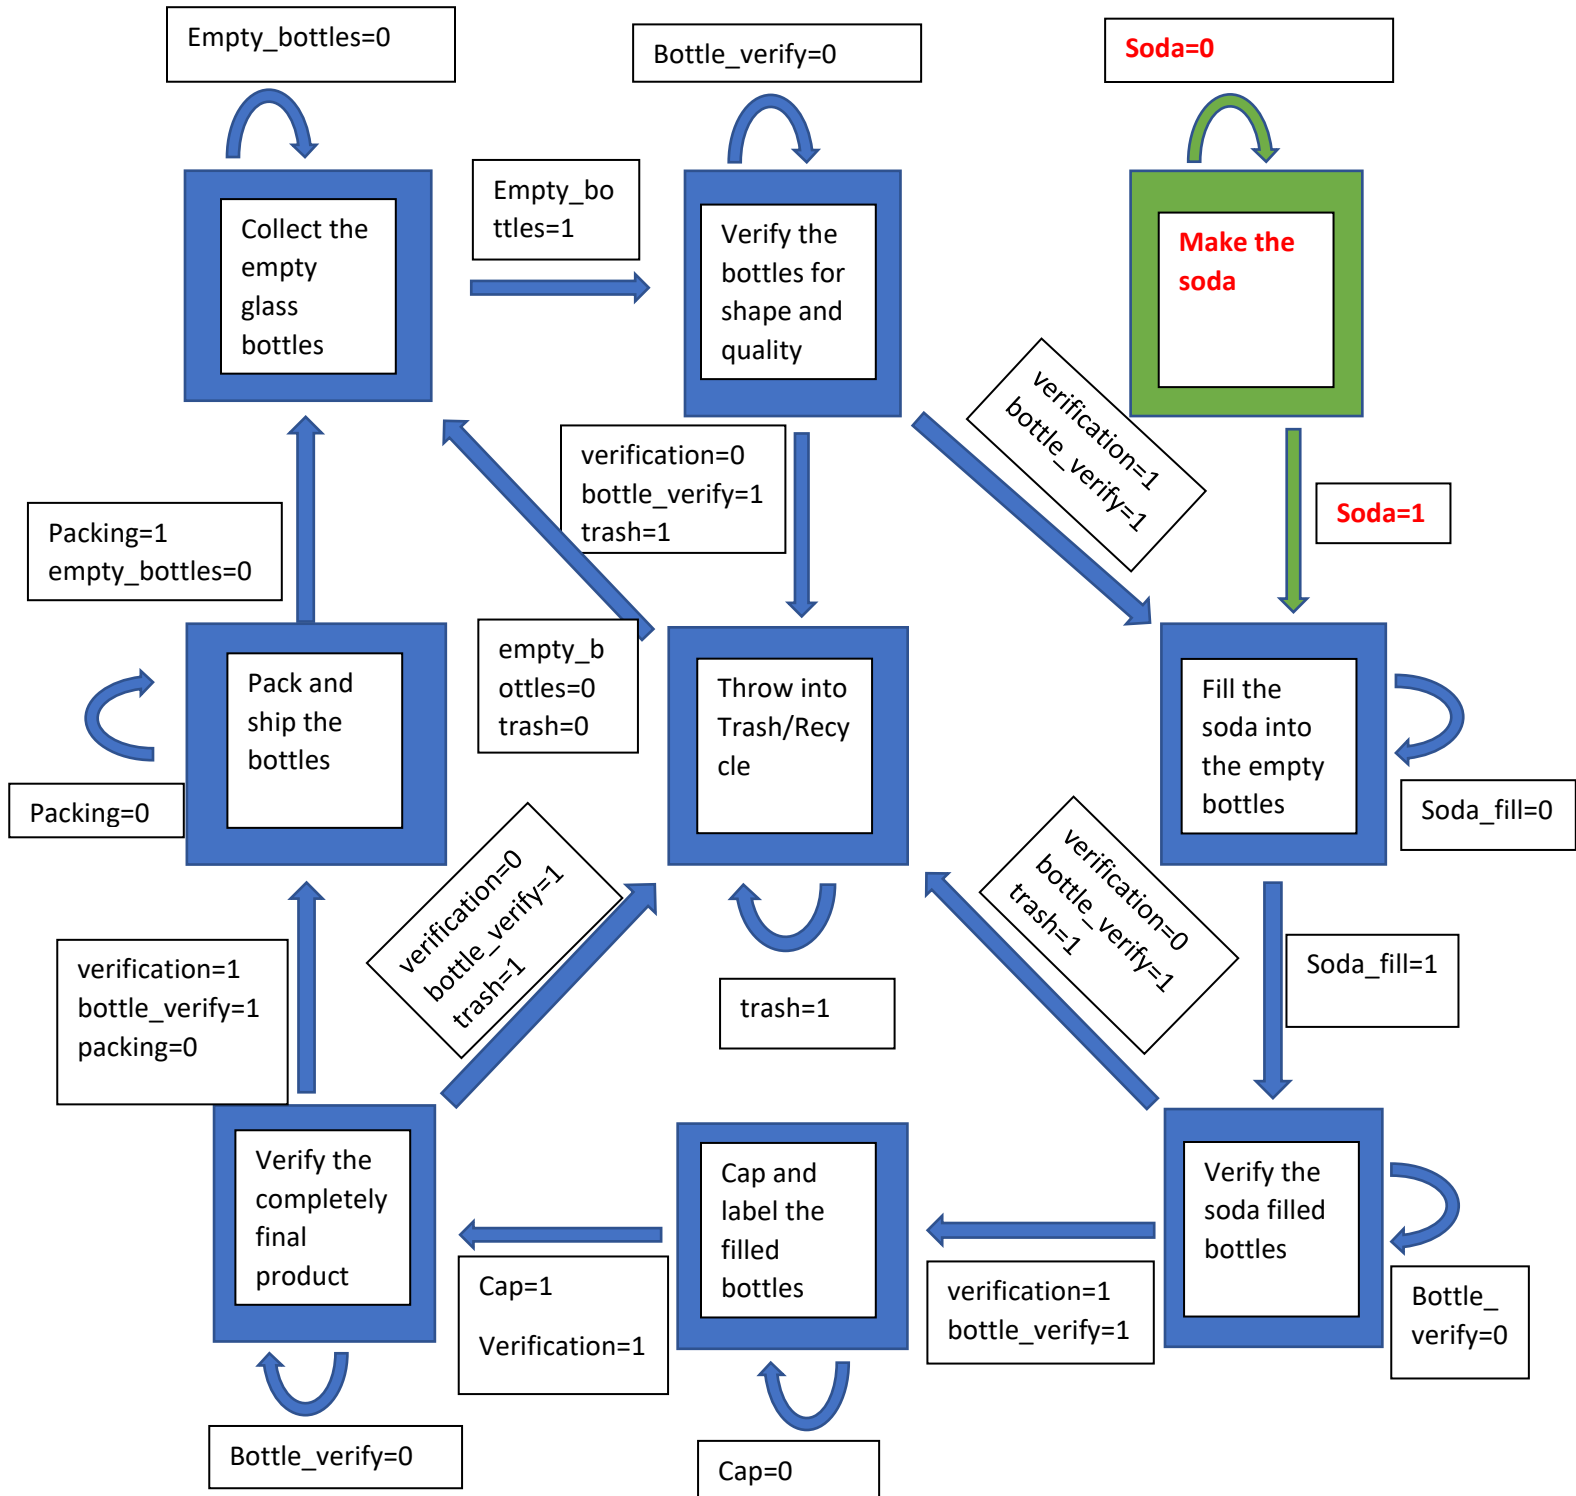 Empty_bottles=0
Bottle_verify=0
Soda=0
Collect the
empty
glass
bottles
Empty_bo
ttles=1
Verify the
bottles for
shape and
quality
Make the
soda
verification=1
bottle_verify=1
verification=0
bottle_verify=1
trash=1
Soda=1
Packing=1
empty_bottles=0
empty_b
ottles=0
trash=0
Pack and
ship the
bottles
Throw into
Trash/Recy
cle
Fill the
soda into
the empty
bottles
Packing=0
Soda_fill=0
verification=0
bottle_verify=1
trash=1
verification=0
bottle_verify=1
trash=1
verification=1
bottle_verify=1
packing=0
trash=1
Soda_fill=1
Verify the
completely
final
product
Cap and
label the
filled
bottles
Verify the
soda filled
bottles
Cap=1
Verification=1
verification=1
bottle_verify=1
Bottle_
verify=0
Bottle_verify=0
Cap=0